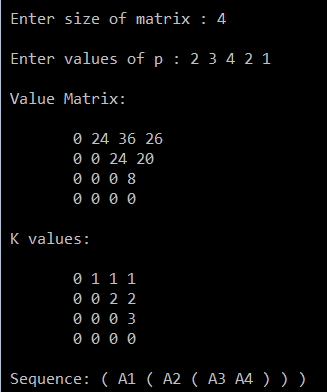 Enter size of matrix : 4
Enter values of p : 2 3 4 2 1
Value Matrix:
0 24 36 26
0 0 24 20
0 0 0 8
0 0 0 0
K values:
0 1 1 1
0 0 2 2
0 0 0 3
0 0 0 0
Sequence: ( A1 ( A2 ( A3 A4 ) ) )